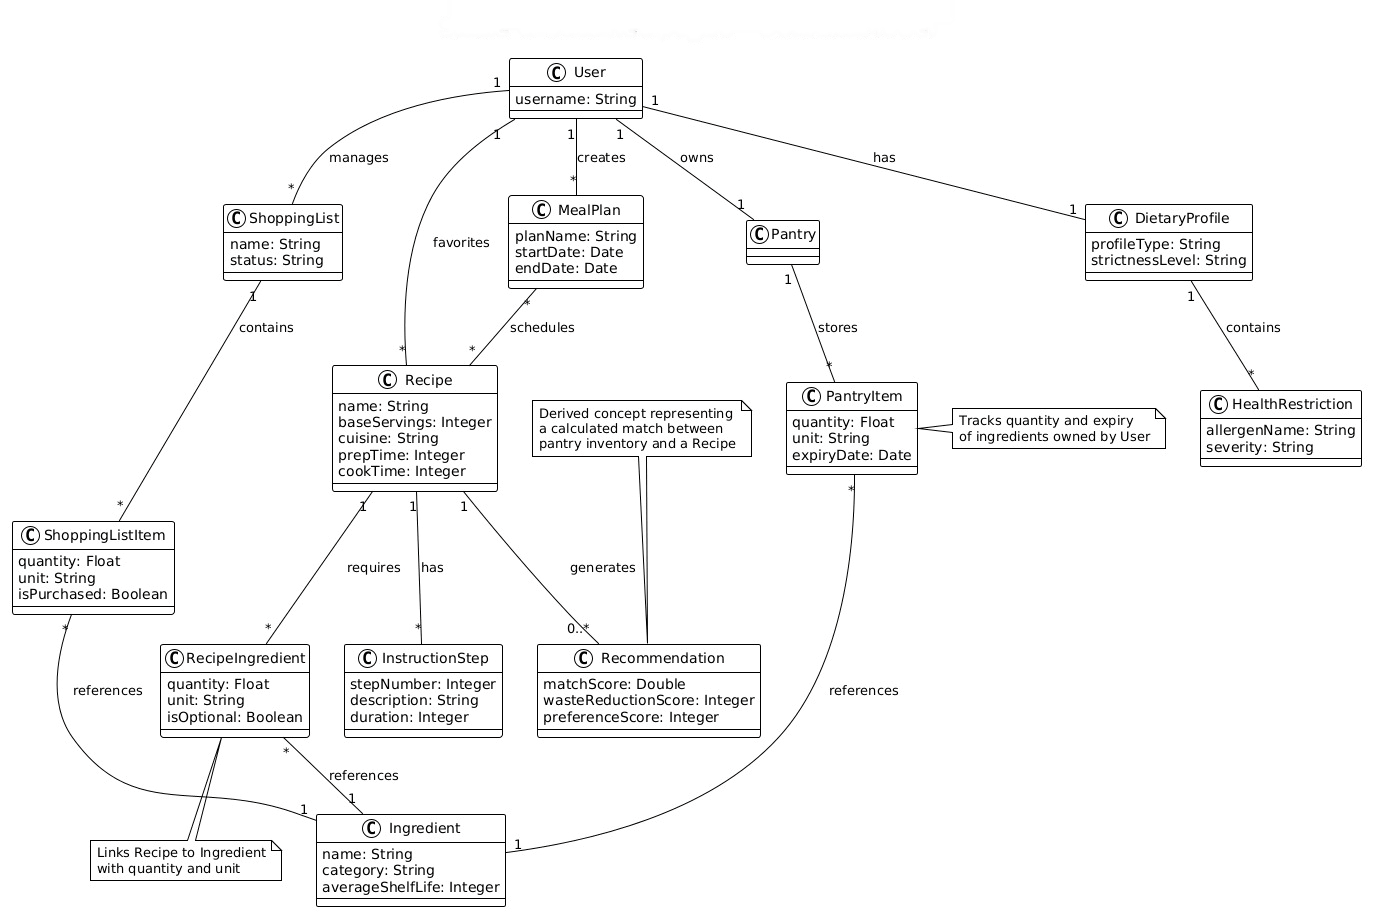 C User
username: String
1
1
1
1
1
manages
creates
owns
has
*
*
1
1
C ShoppingList
name: String
status: String
C MealPlan
planName: String
startDate: Date
endDate: Date
C Pantry
C DietaryProfile
profileType: String
strictnessLevel: String
favorites
1
*
1
1
contains
schedules
stores
contains
*
*
*
*
C Recipe
name: String
baseServings: Integer
cuisine: String
prepTime: Integer
cookTime: Integer
Derived concept representing
a calculated match between
pantry inventory and a Recipe
C PantryItem
quantity: Float
unit: String
expiryDate: Date
Tracks quantity and expiry
of ingredients owned by User
C HealthRestriction
allergenName: String
severity: String
*
1
1
1
*
C ShoppingListItem
quantity: Float
unit: String
isPurchased: Boolean
requires
has
generates
*
*
*
0..*
C RecipeIngredient
quantity: Float
unit: String
isOptional: Boolean
C InstructionStep
stepNumber: Integer
description: String
duration: Integer
C Recommendation
matchScore: Double
wasteReductionScore: Integer
preferenceScore: Integer
references
references
*
references
1
1
1
C Ingredient
name: String
category: String
averageShelfLife: Integer
Links Recipe to Ingredient
with quantity and unit